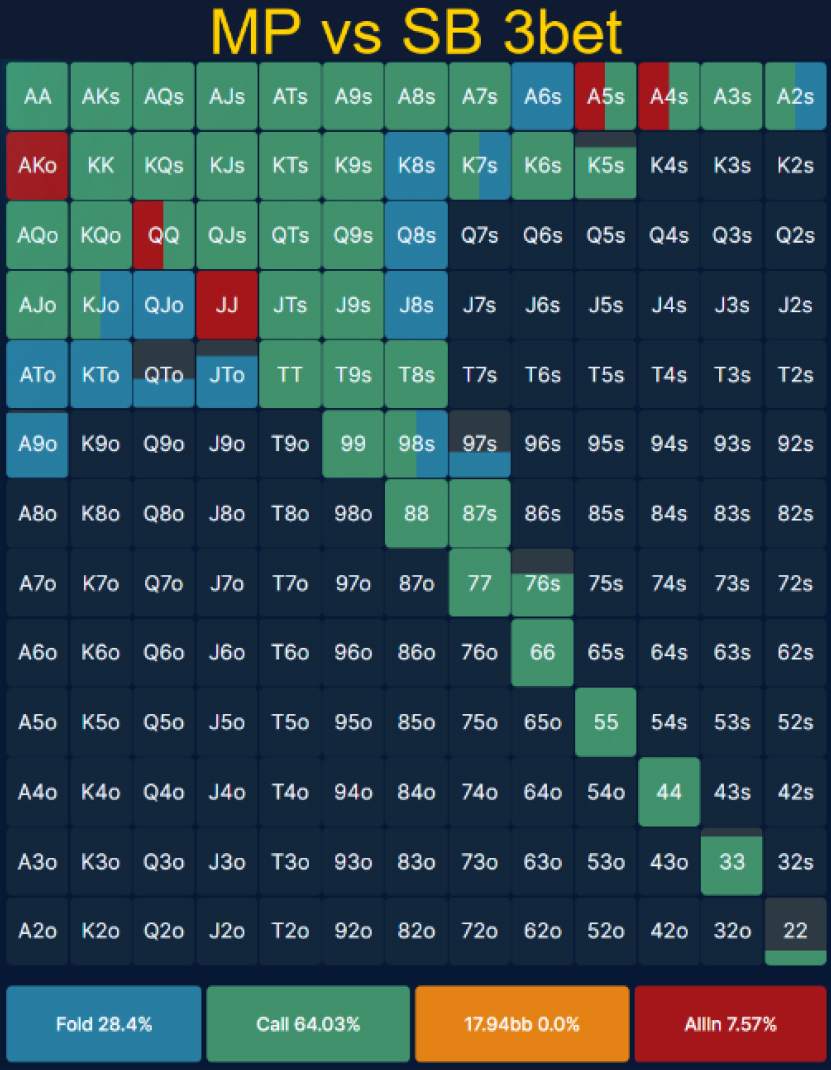 MP vs SB 3bet
AA AKs AQs AJs ATs A9s A8s A7s A6s A5s A4s A3s A2s
AKo KK KQs KJs KTs K9s K8s K7s K6s K5s K4s K3s K2s
AQo KQo QQ QJs QTs Q9s Q8s Q7s Q6s Q5s Q4s Q3s Q2s
AJo KJo QJo JJ JTs J9s J8s J7s J6s J5s J4s J3s J2s
ATo KTo QTo JTo TT T9s T8s T7s T6s T5s T4s T3s T2s
A9o K9o Q9o J9o T9o 99 98s 97s 96s 95s 94s 93s 92s
A8o K8o Q8o J8o T8o 98o 88 87s 86s 85s 84s 83s 82s
A7o K7o Q7o J7o T7o 97o 87o 77 76s 75s 74s 73s 72s
A6o K6o Q6o J6o T6o 96o 86o 76o 66 65s 64s 63s 62s
A5o K5o Q5o J5o T5o 95o 85o 75o 65o 55 54s 53s 52s
A4o K4o Q4o J4o T4o 94o 84o 74o 64o 54o 44 43s 42s
A3o K3o Q3o J3o T3o 93o 83o 73o 63o 53o 43o 33 32s
A2o K2o Q2o J2o T2o 92o 82o 72o 62o 52o 42o 32o 22
Fold 28.4% Call 64.03% 17.94bb 0.0% AllIn 7.57%